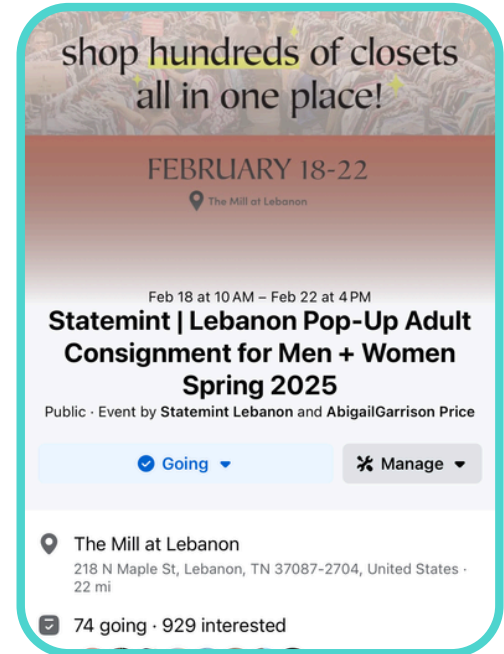 shop hundreds of closets
all in one place!
FEBRUARY 18-22
The Mill at Lebanon
Feb 18 at 10 AM – Feb 22 at 4 PM
Statemint | Lebanon Pop-Up Adult
Consignment for Men + Women
Spring 2025
Public · Event by Statemint Lebanon and AbigailGarrison Price
Going
Manage
The Mill at Lebanon
218 N Maple St, Lebanon, TN 37087-2704, United States ·
22 mi
74 going · 929 interested